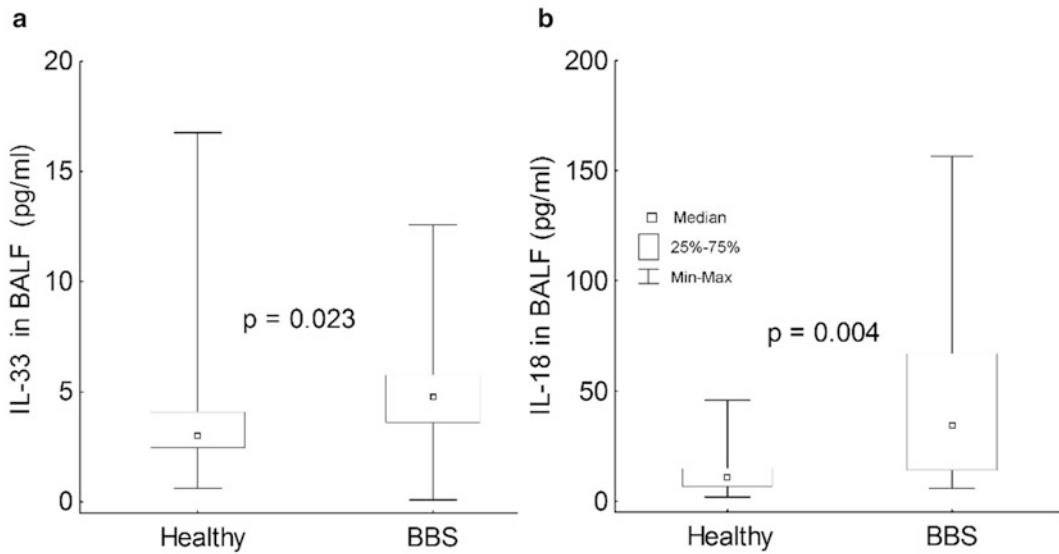 a
20
15
10
5
0
IL-33 in BALF (pg/ml)
p = 0.023
Healthy
BBS
b
200
150
100
50
0
IL-18 in BALF (pg/ml)
Median
25%-75%
Min-Max
p = 0.004
Healthy
BBS